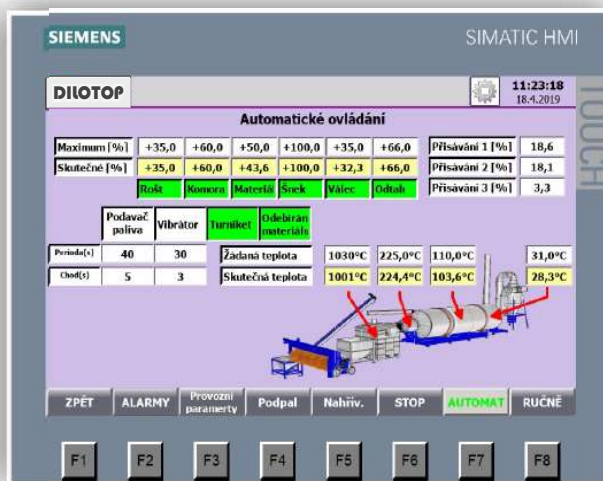 SIEMENS SIMATIC HMI
TOUCH
DILOTOP 11:23:18
18.4.2019
Automatické ovládání
Maximum [%] +35,0 +60,0 +50,0 +100,0 +35,0 +66,0 Přisávání 1 [%] 18,6
Skutečné [%] +35,0 +60,0 +43,6 +100,0 +32,3 +66,0 Přisávání 2 [%] 18,1
Rošt Komora Materiál Šnek Válec Odtah Přisávání 3 [%] 3,3
Podavač paliva Vibrátor Turniket Odebírán materiáls
Perioda(s) 40 30 Žádaná teplota 1030°C 225,0°C 110,0°C 31,0°C
Chod(s) 5 3 Skutečná teplota 1001°C 224,4°C 103,6°C 28,3°C
ZPĚT ALARMY Provozní paramerty Podpal Nahřív. STOP AUTOMAT RUČNĚ
F1 F2 F3 F4 F5 F6 F7 F8